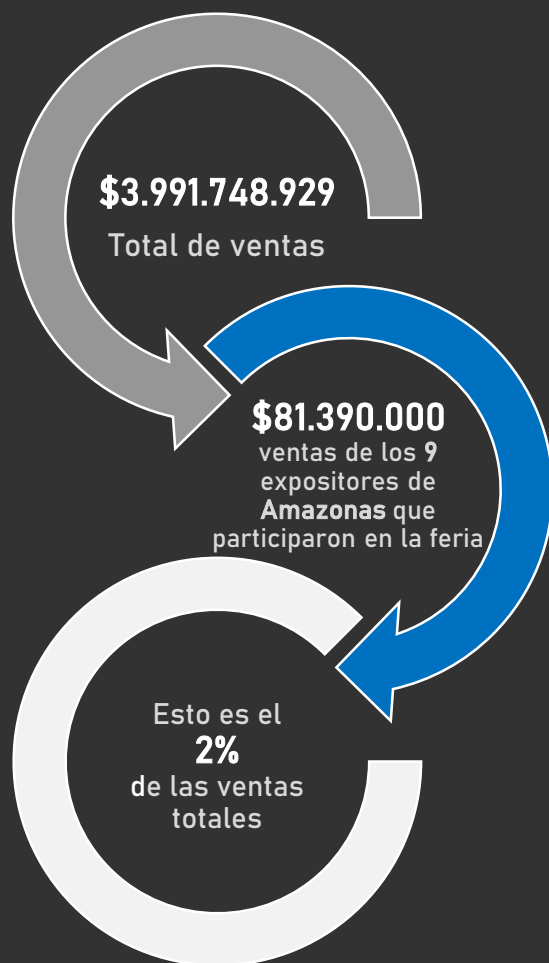 $3.991.748.929
Total de ventas
$81.390.000
ventas de los 9
expositores de
Amazonas que
participaron en la feria
Esto es el
2%
de las ventas
totales